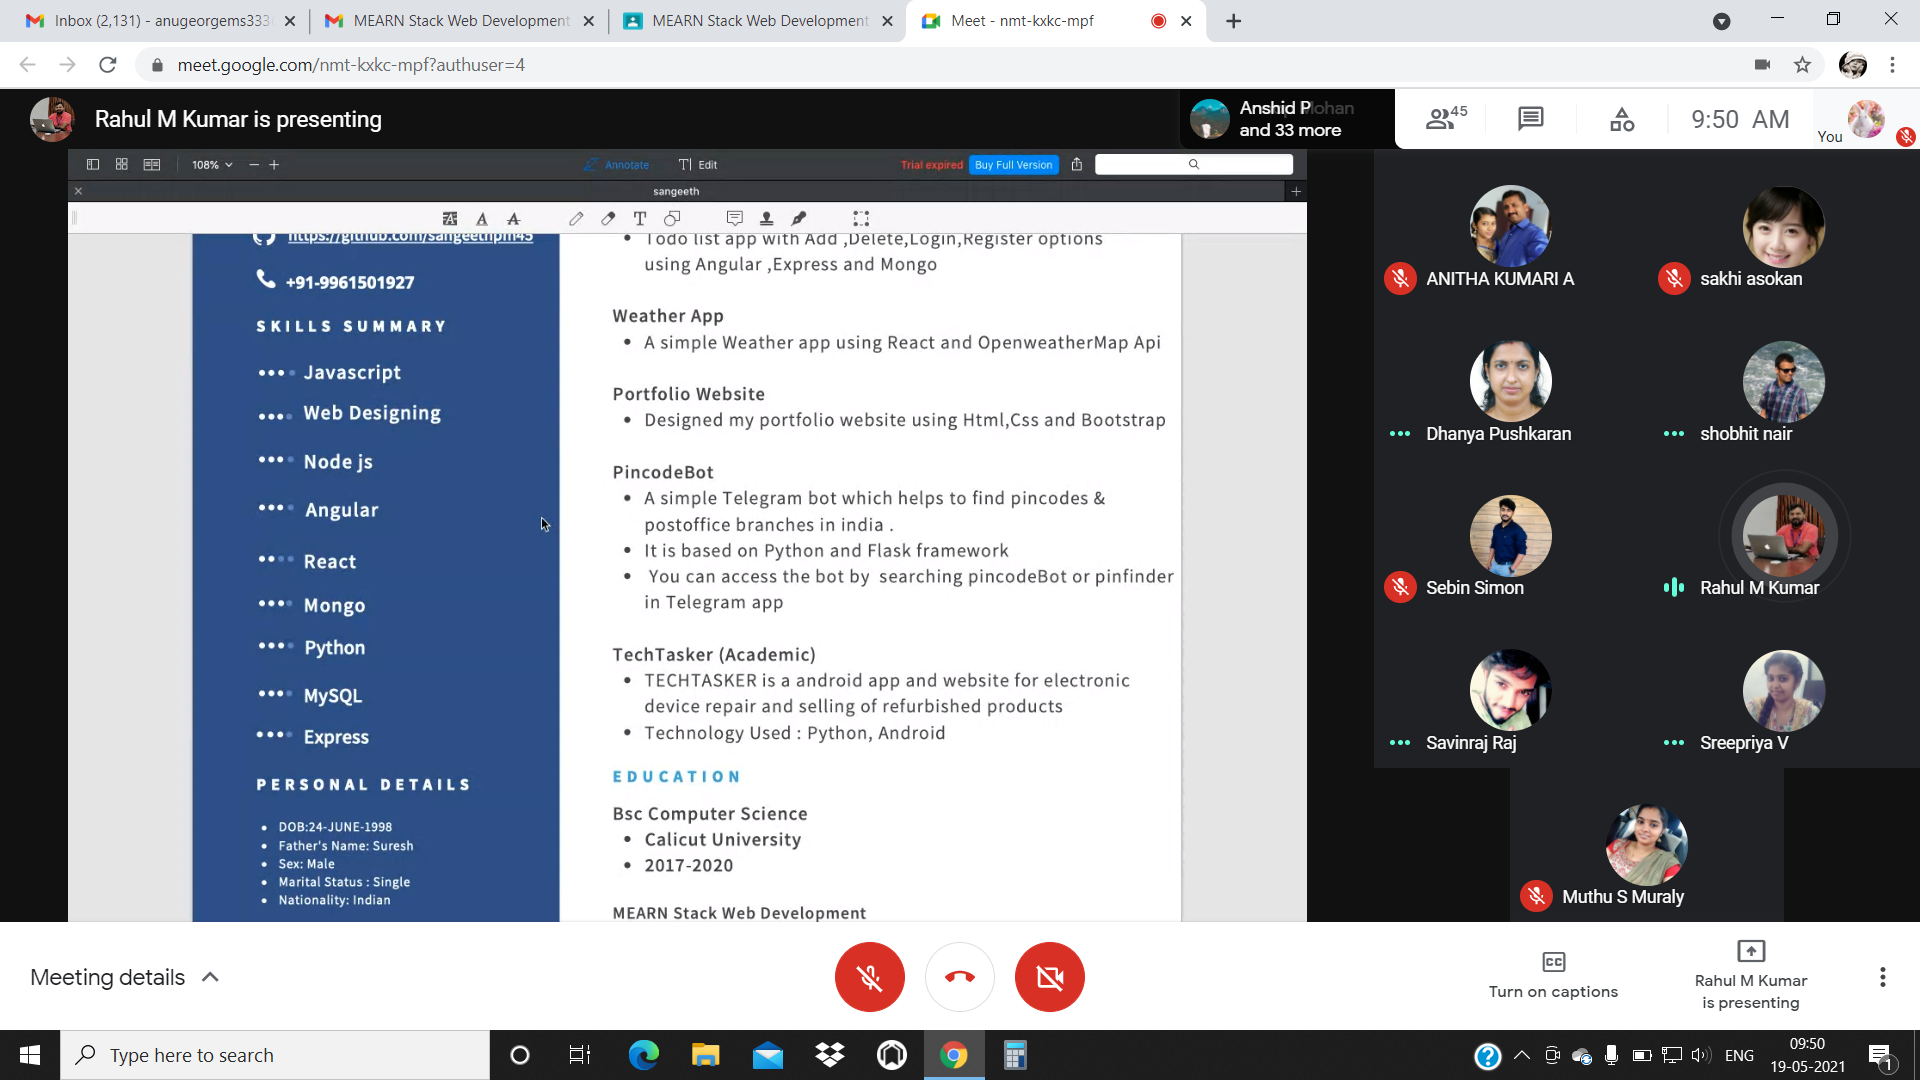 Inbox (2,131) - anugeorgems333
MEARN Stack Web Development
MEARN Stack Web Development
Meet - nmt-kxkc-mpf
meet.google.com/nmt-kxkc-mpf?authuser=4
Rahul M Kumar is presenting
Anshid P Mohan
and 33 more
45
9:50 AM
You
108%
Annotate
T| Edit
Trial expired
Buy Full Version
sangeeth
https://github.com/sangeethpm45
+91-9961501927
SKILLS SUMMARY
Javascript
Web Designing
Node js
Angular
React
Mongo
Python
MySQL
Express
PERSONAL DETAILS
DOB:24-JUNE-1998
Father's Name: Suresh
Sex: Male
Marital Status : Single
Nationality: Indian
Todo list app with Add ,Delete,Login,Register options
using Angular ,Express and Mongo
Weather App
A simple Weather app using React and OpenweatherMap Api
Portfolio Website
Designed my portfolio website using Html,Css and Bootstrap
PincodeBot
A simple Telegram bot which helps to find pincodes &
postoffice branches in india .
It is based on Python and Flask framework
You can access the bot by searching pincodeBot or pinfinder
in Telegram app
TechTasker (Academic)
TECHTASKER is a android app and website for electronic
device repair and selling of refurbished products
Technology Used : Python, Android
EDUCATION
Bsc Computer Science
Calicut University
2017-2020
MEARN Stack Web Development
ANITHA KUMARI A
sakhi asokan
Dhanya Pushkaran
shobhit nair
Sebin Simon
Rahul M Kumar
Savinraj Raj
Sreepriya V
Muthu S Muraly
Meeting details
CC
Turn on captions
Rahul M Kumar
is presenting
Type here to search
ENG
09:50
19-05-2021
1